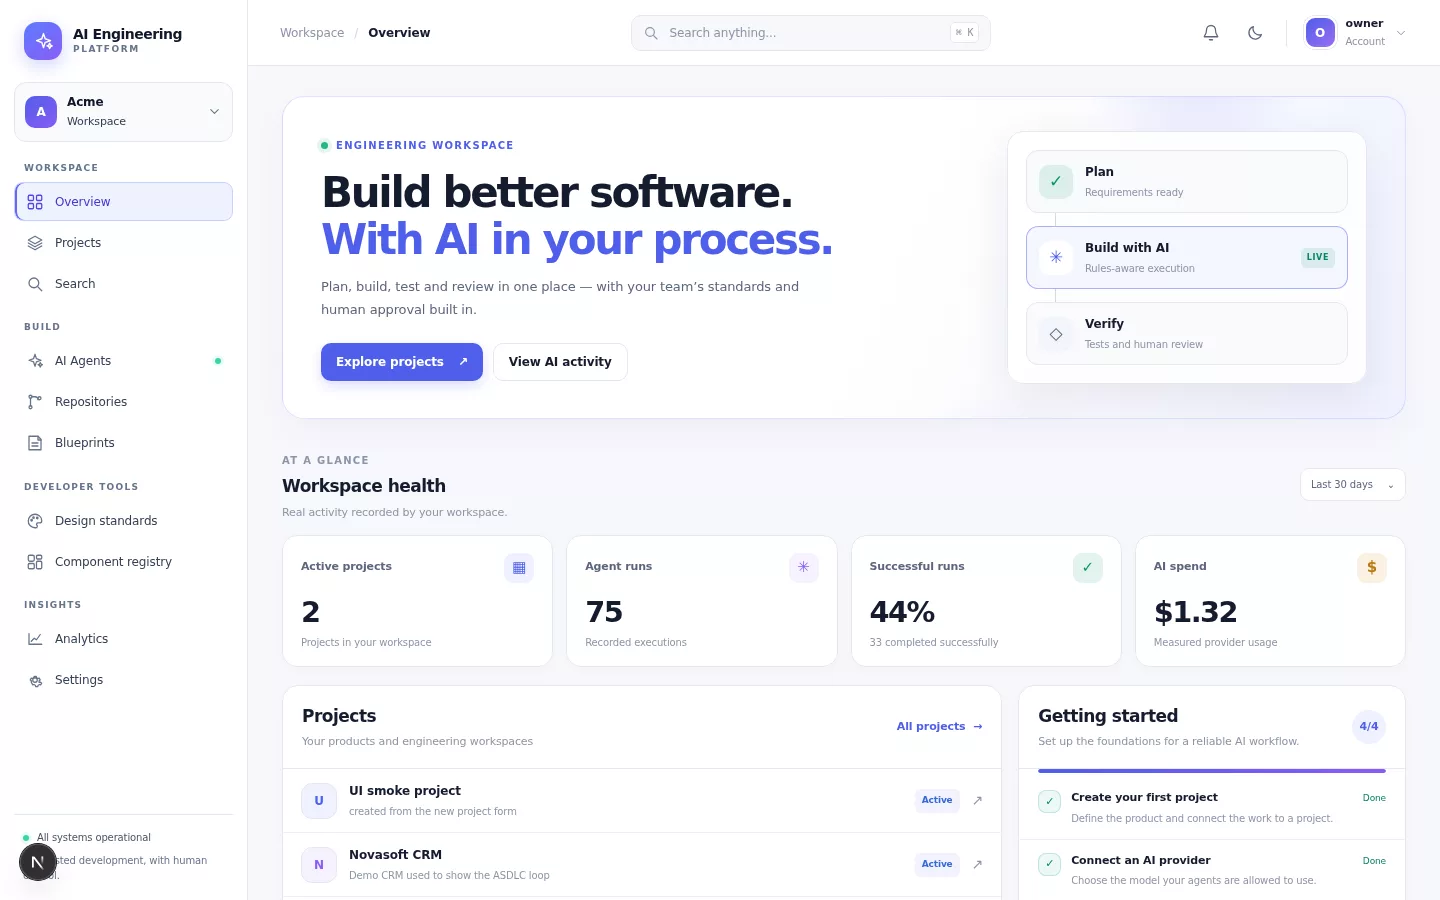 AI Engineering
PLATFORM
A
Acme
Workspace
WORKSPACE
Overview
Projects
Search
BUILD
AI Agents
Repositories
Blueprints
DEVELOPER TOOLS
Design standards
Component registry
INSIGHTS
Analytics
Settings
All systems operational
sted development, with human
N
Workspace / Overview
Search anything...
⌘ K
O
owner
Account
ENGINEERING WORKSPACE
Build better software.
With AI in your process.
Plan, build, test and review in one place — with your team’s standards and
human approval built in.
Explore projects ↗
View AI activity
✓
Plan
Requirements ready
Build with AI
Rules-aware execution
LIVE
Verify
Tests and human review
AT A GLANCE
Workspace health
Real activity recorded by your workspace.
Last 30 days
Active projects
2
Projects in your workspace
Agent runs
75
Recorded executions
Successful runs
✓
44%
33 completed successfully
AI spend
$
$1.32
Measured provider usage
Projects
Your products and engineering workspaces
All projects →
U
UI smoke project
created from the new project form
Active ↗
N
Novasoft CRM
Demo CRM used to show the ASDLC loop
Active ↗
Getting started
Set up the foundations for a reliable AI workflow.
4/4
✓
Create your first project
Define the product and connect the work to a project.
Done
✓
Connect an AI provider
Choose the model your agents are allowed to use.
Done